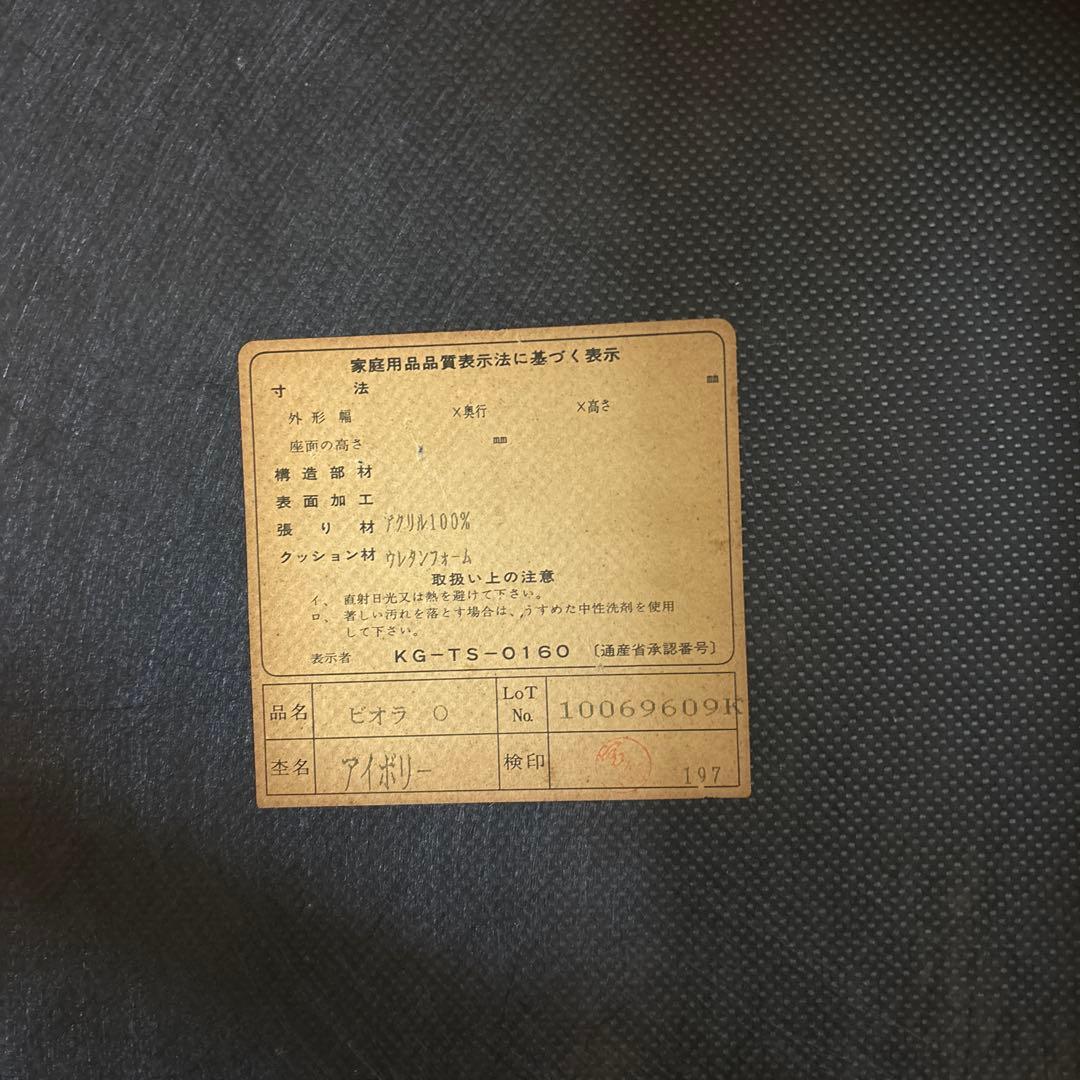 家庭用品品質表示法に基づく表示
寸法 mm
外形 幅 ×奥行 ×高さ
座面の高さ mm
構造部材
表面加工
張り材 アクリル100%
クッション材 ウレタンフォーム
取扱い上の注意
イ、直射日光又は熱を避けて下さい。
ロ、著しい汚れを落とす場合は、うすめた中性洗剤を使用
して下さい。
表示者 KG-TS-0160 〔通産省承認番号〕
品名 ビオラ O LoT No. 10069609K
杢名 アイボリー 検印 197